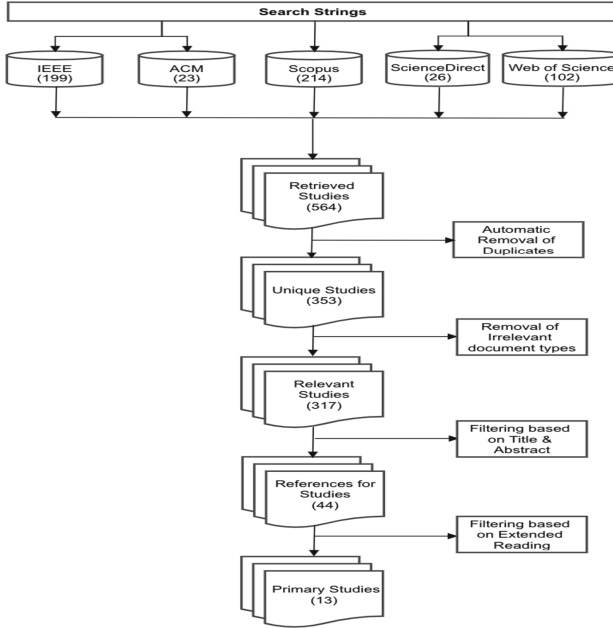 Search Strings
IEEE
(199)
ACM
(23)
Scopus
(214)
ScienceDirect
(26)
Web of Science
(102)
Retrieved
Studies
(564)
Automatic
Removal of
Duplicates
Unique Studies
(353)
Removal of
Irrelevant
document types
Relevant
Studies
(317)
Filtering based
on Title &
Abstract
References for
Studies
(44)
Filtering based
on Extended
Reading
Primary Studies
(13)